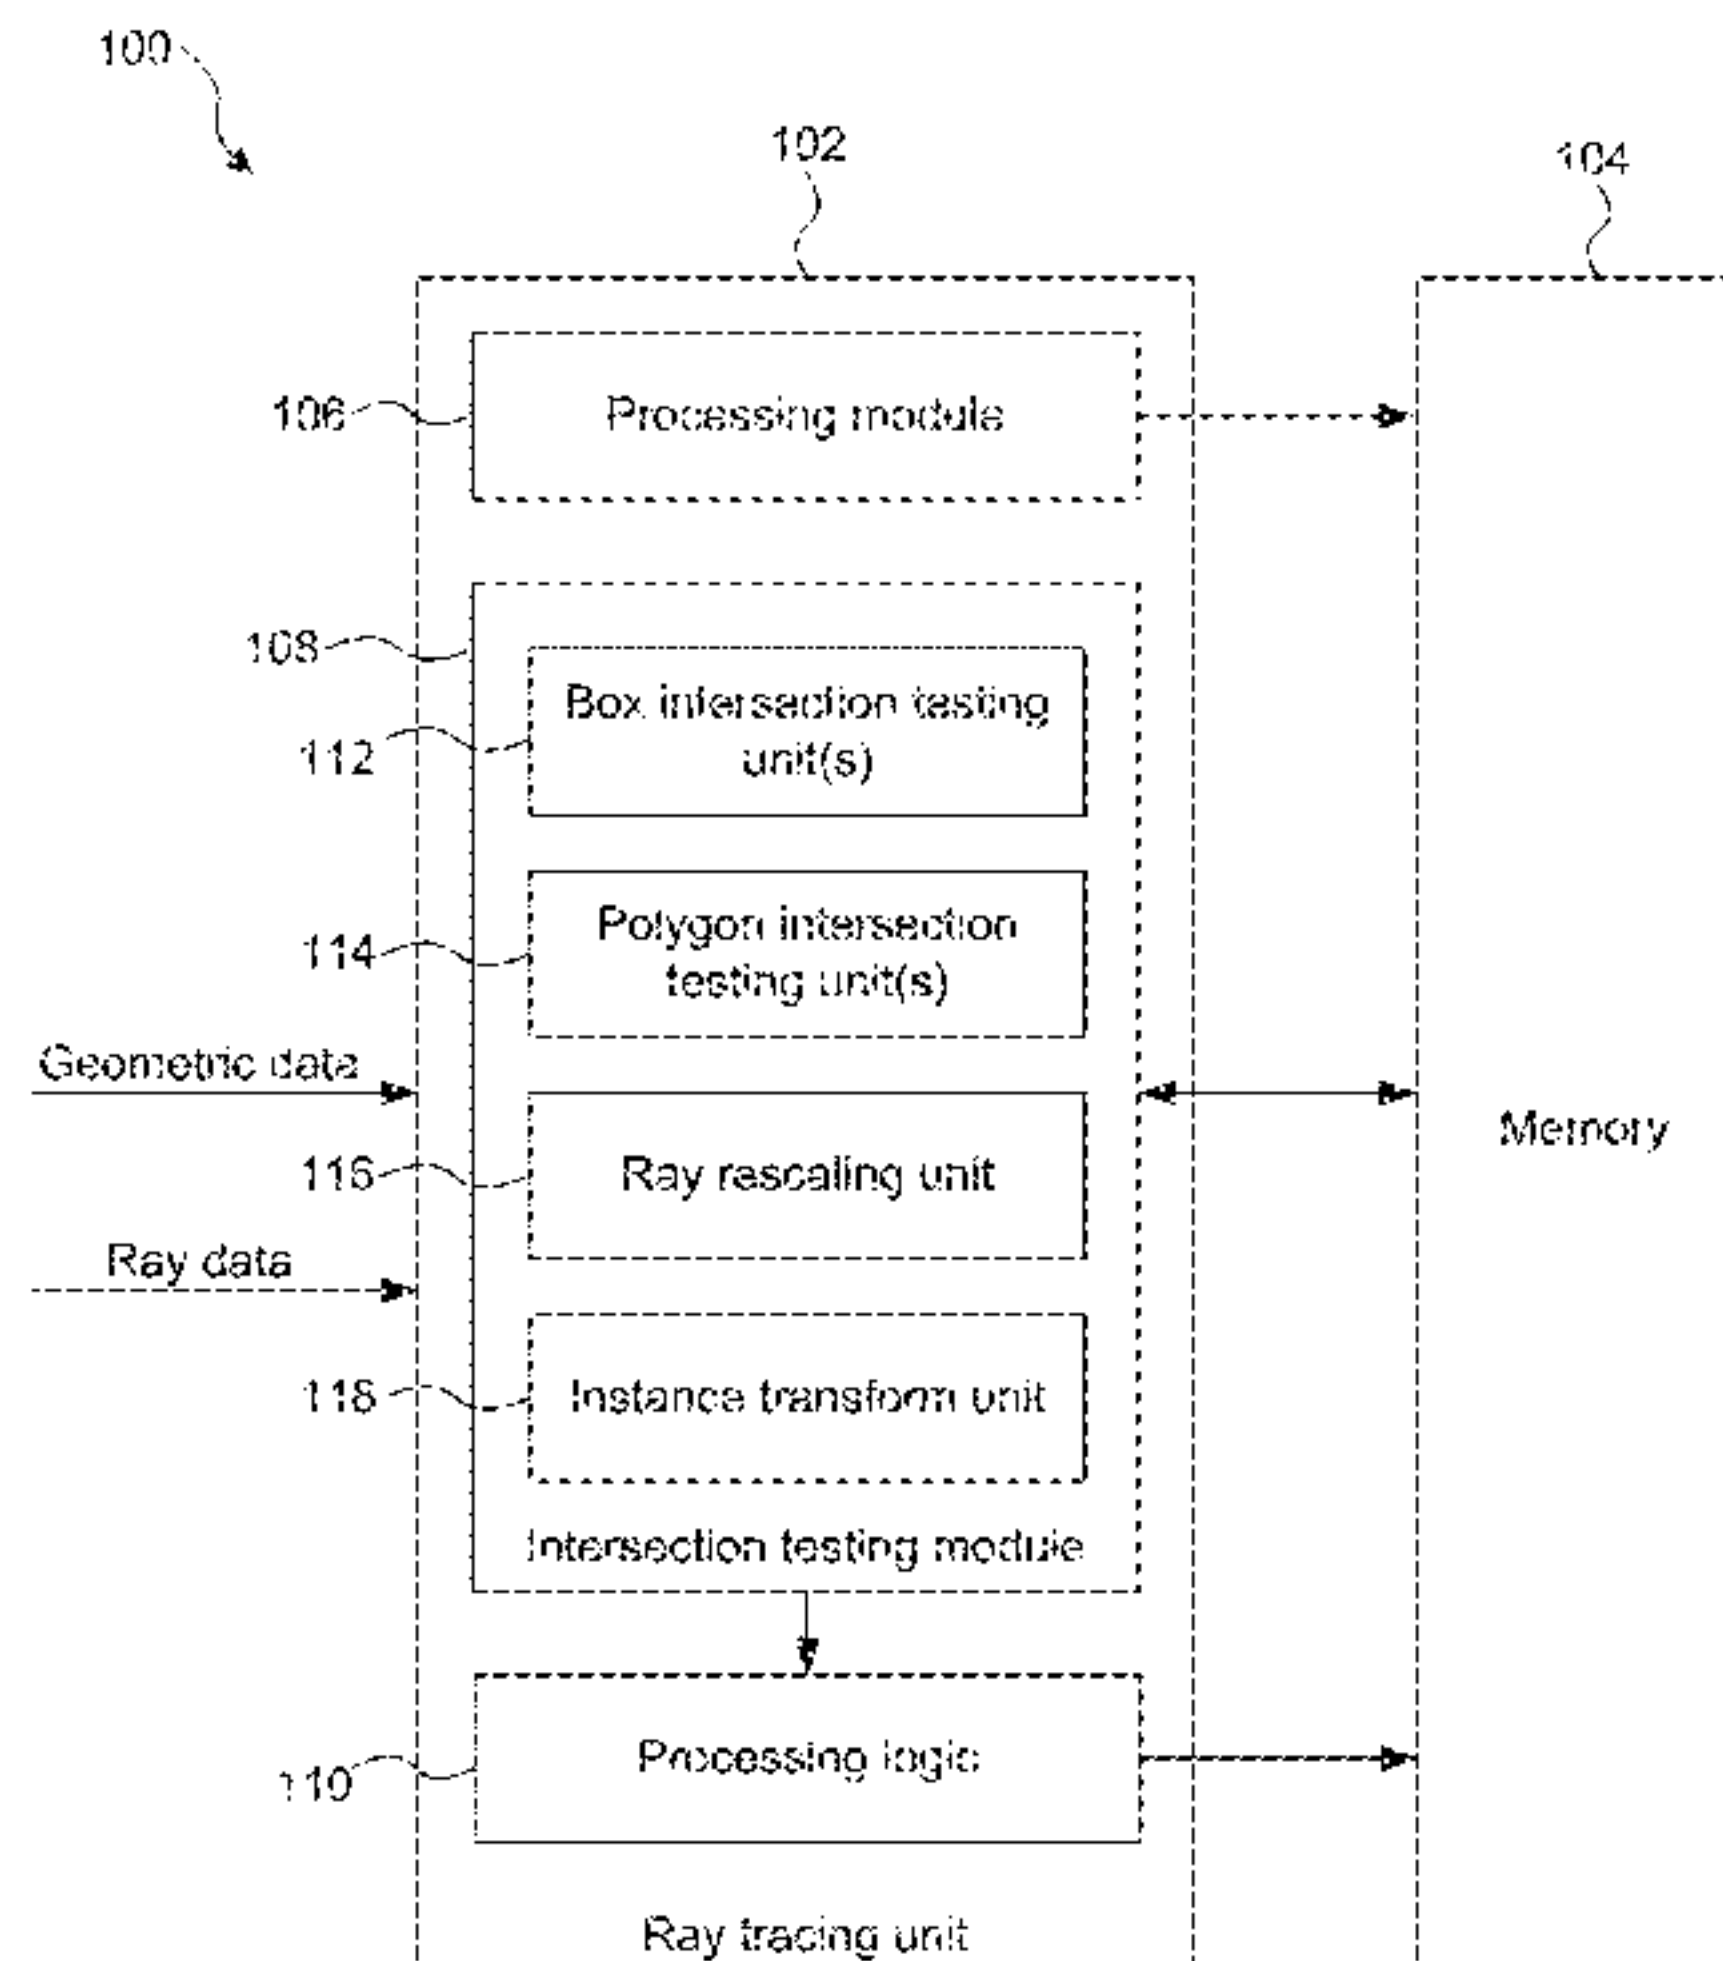 100
102
104
106
Processing module
108
Box intersection testing
unit(s)
112
Polygon intersection
testing unit(s)
114
Geometric data
Memory
116
Ray rescaling unit
Ray data
118
Instance transform unit
Intersection testing module
110
Processing logic
Ray tracing unit